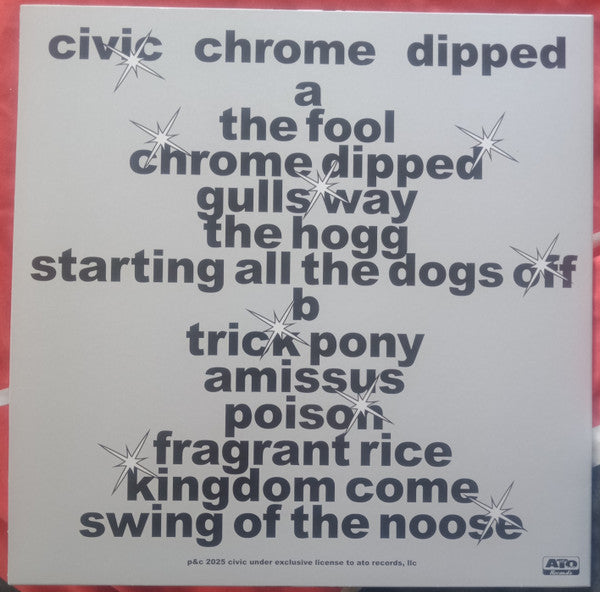 civic chrome dipped
a
the fool
chrome dipped
gulls way
the hogg
starting all the dogs off
b
trick pony
amissus
poison
fragrant rice
kingdom come
swing of the noose
p&c 2025 civic under exclusive license to ato records, llc
ATO
Records